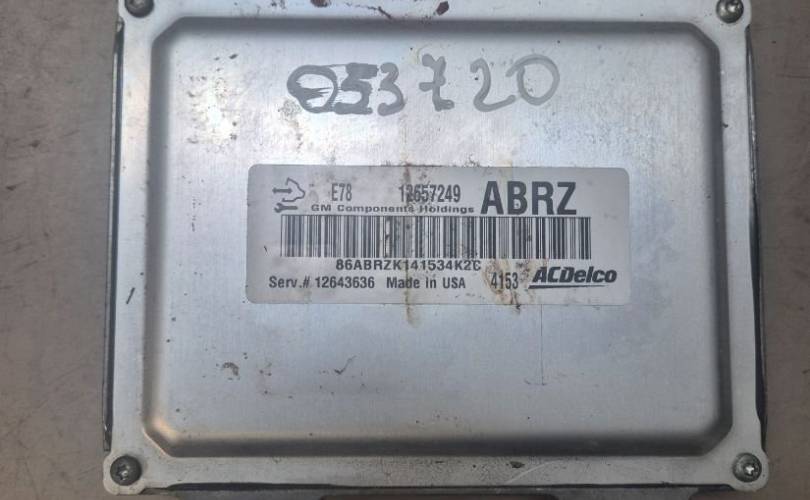 053720
E78 12657249 ABRZ
GM Components Holdings
86ABRZK141534K2C
Serv.# 12643636 Made in USA 4153 ACDelco